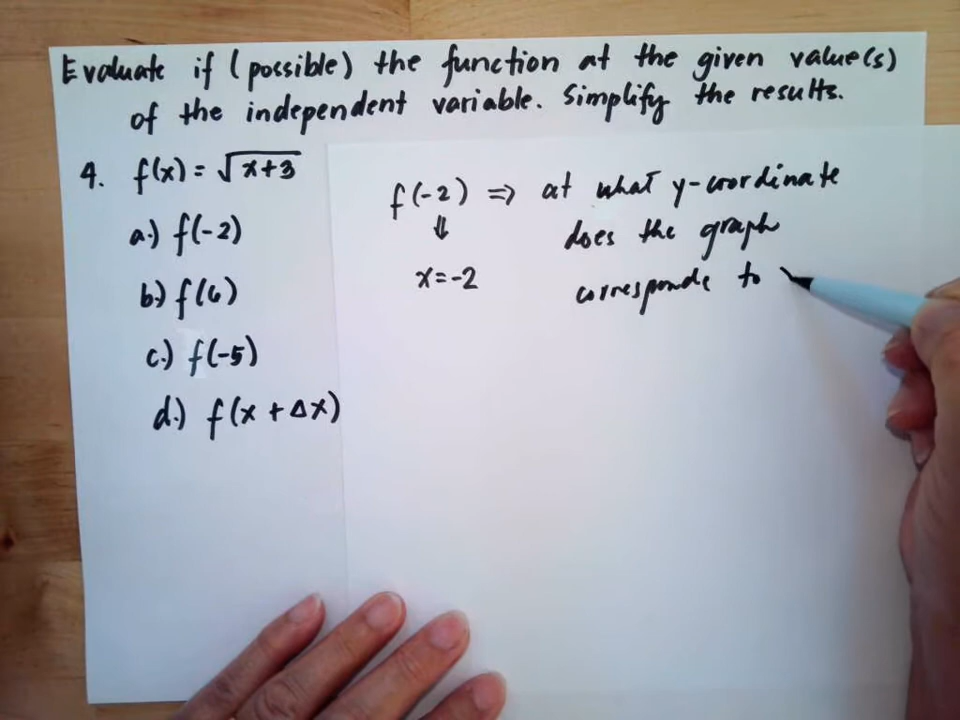 Evaluate if (possible) the function at the given value(s)
of the independent variable. Simplify the results.
4. f(x) = √x+3
a.) f(-2)
b.) f(6)
c.) f(-5)
d.) f(x + Δx)
f(-2) ⇒ at what y-coordinate
⇓ does the graph
x=-2 corresponds to